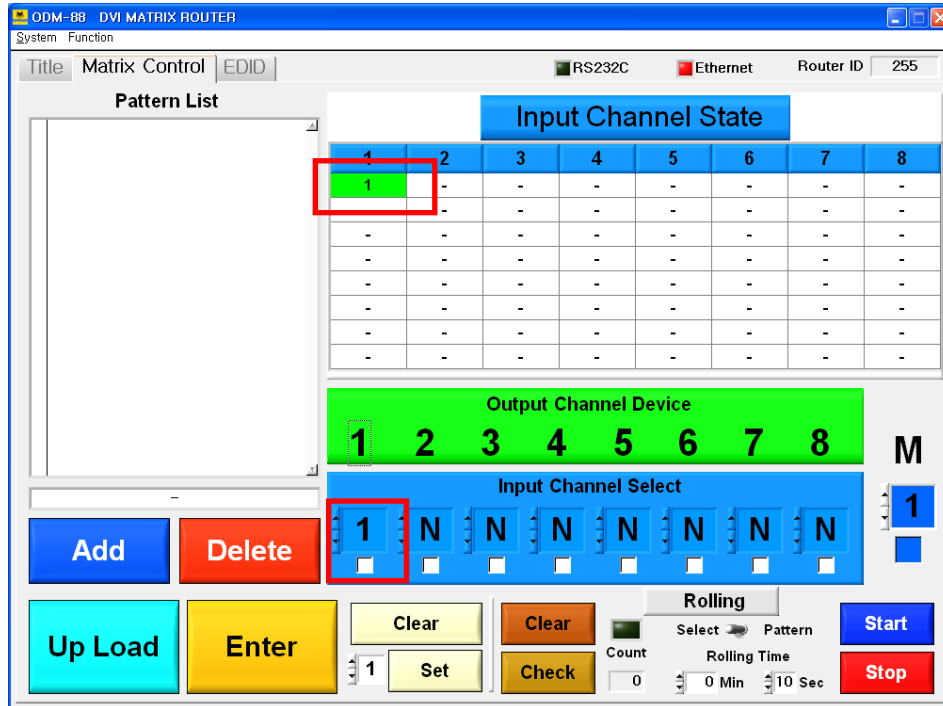 ODM-88 DVI MATRIX ROUTER
System Function
Title Matrix Control EDID RS232C Ethernet Router ID 255
Pattern List
Input Channel State
1 2 3 4 5 6 7 8
1 - - - - - - -
- - - - - - -
- - - - - - - -
- - - - - - - -
- - - - - - - -
- - - - - - - -
- - - - - - - -
- - - - - - - -
Output Channel Device
1 2 3 4 5 6 7 8
M
–
Input Channel Select
1 N N N N N N N
1
Add Delete
Up Load Enter
Clear
1 Set
Clear
Check
Count
0
Rolling
Select Pattern
Rolling Time
0 Min 10 Sec
Start
Stop